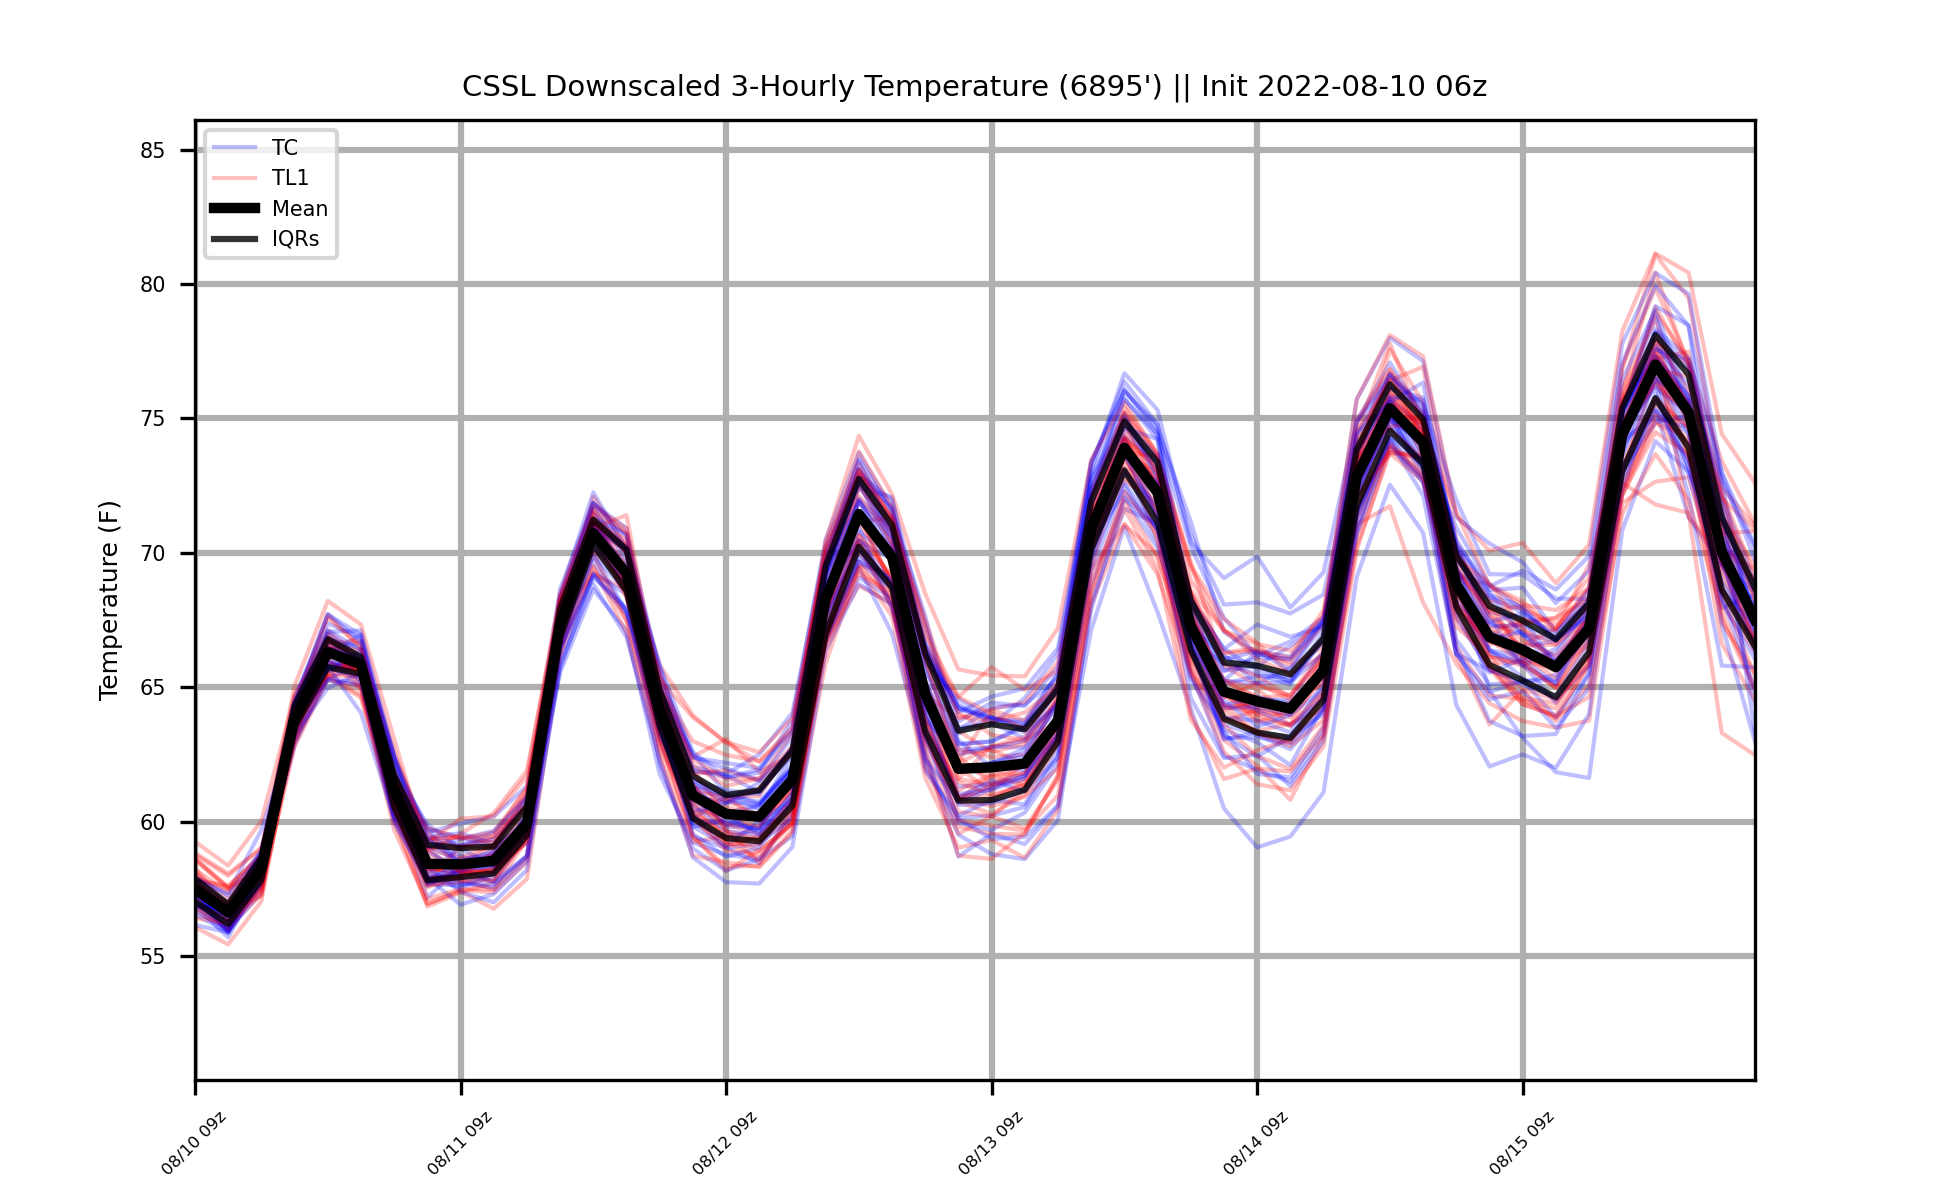 CSSL Downscaled 3-Hourly Temperature (6895') || Init 2022-08-10 06z
TC
TL1
Mean
IQRs
85
80
75
70
65
60
55
Temperature (F)
08/10 09z
08/11 09z
08/12 09z
08/13 09z
08/14 09z
08/15 09z